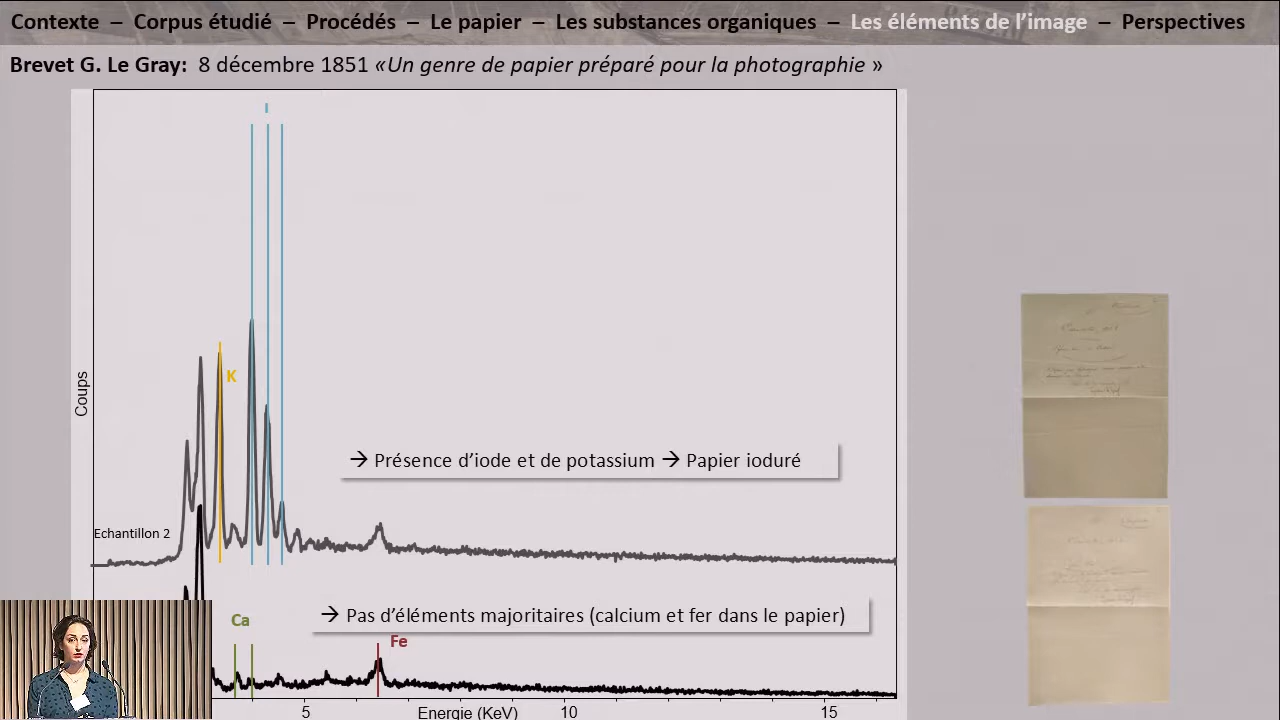 Contexte – Corpus étudié – Procédés – Le papier – Les substances organiques – Les éléments de l’image – Perspectives
Brevet G. Le Gray: 8 décembre 1851 «Un genre de papier préparé pour la photographie »
I
K
Coups
→ Présence d’iode et de potassium → Papier ioduré
Echantillon 2
→ Pas d’éléments majoritaires (calcium et fer dans le papier)
Ca
Fe
5
Energie (KeV)
10
15